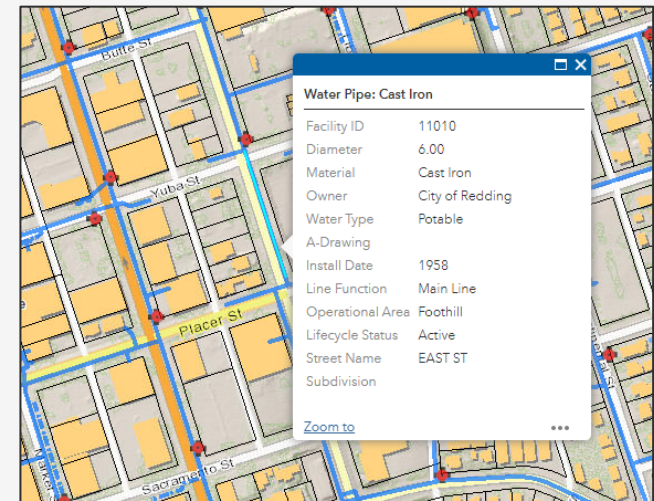 Butte St
Yuba St
Placer St
Sacramento St
Market St
Water Pipe: Cast Iron
Facility ID 11010
Diameter 6.00
Material Cast Iron
Owner City of Redding
Water Type Potable
A-Drawing
Install Date 1958
Line Function Main Line
Operational Area Foothill
Lifecycle Status Active
Street Name EAST ST
Subdivision
Zoom to